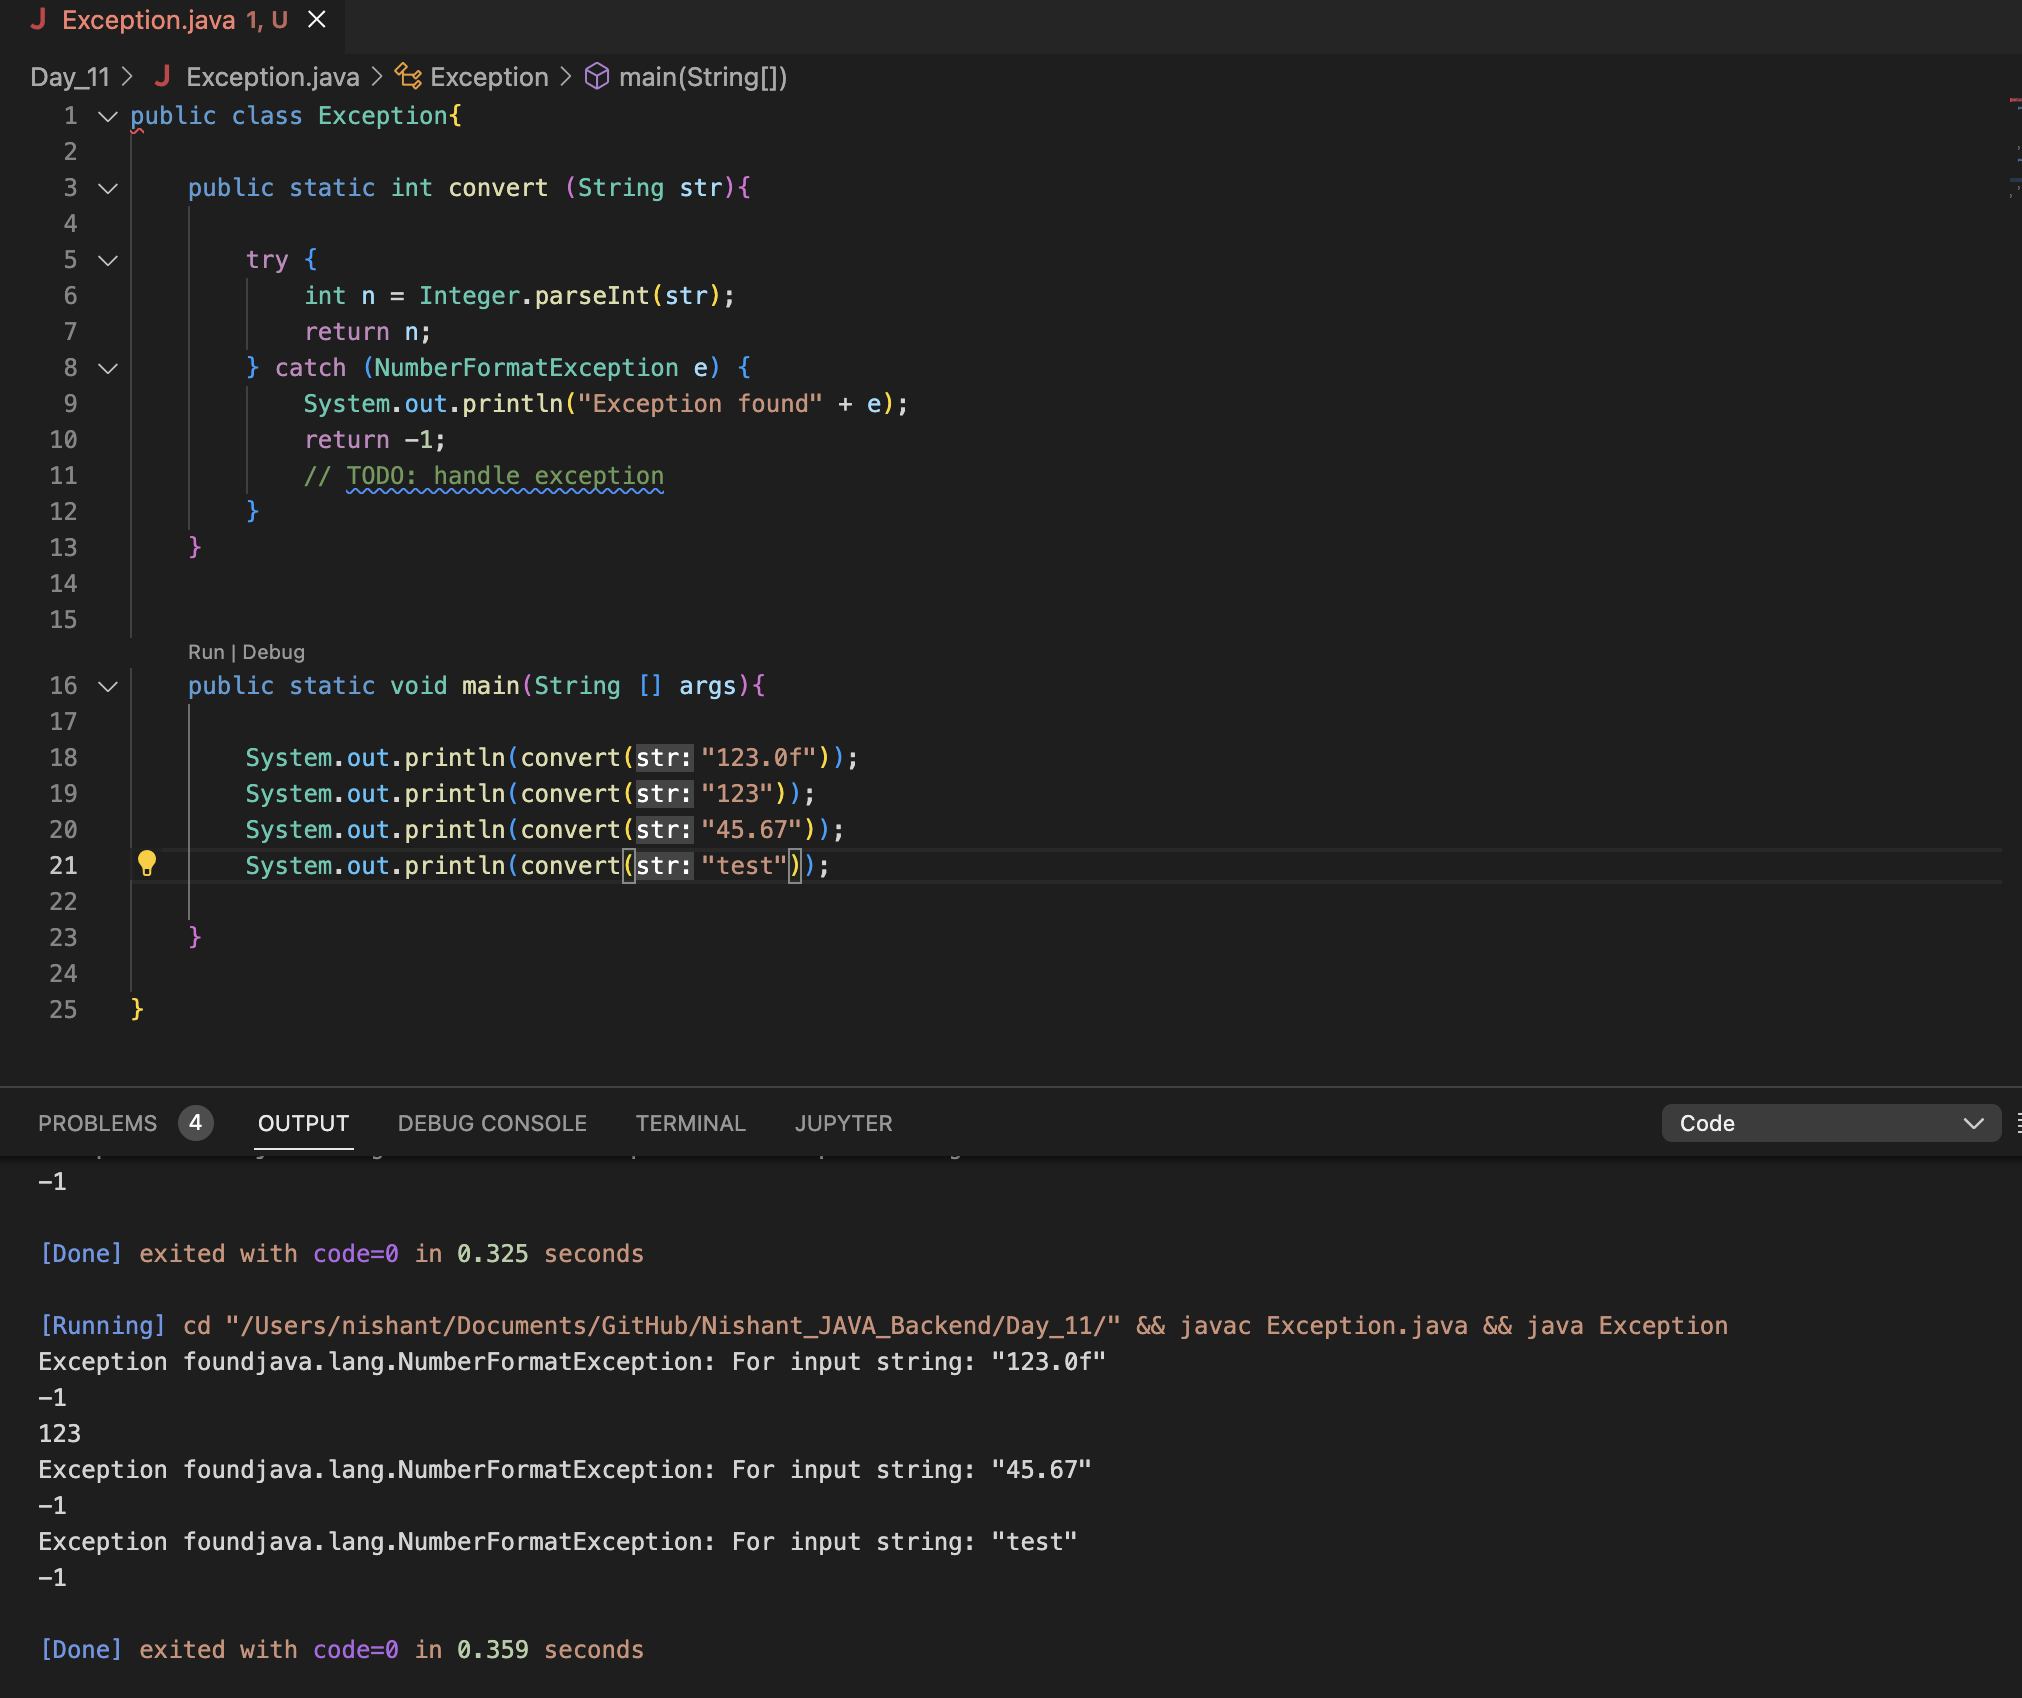 Exception.java 1, U
Day_11 > Exception.java > Exception > main(String[])
1 public class Exception{
2
3 public static int convert (String str){
4
5 try {
6 int n = Integer.parseInt(str);
7 return n;
8 } catch (NumberFormatException e) {
9 System.out.println("Exception found" + e);
10 return -1;
11 // TODO: handle exception
12 }
13 }
14
15
Run | Debug
16 public static void main(String [] args){
17
18 System.out.println(convert(str: "123.0f"));
19 System.out.println(convert(str: "123"));
20 System.out.println(convert(str: "45.67"));
21 System.out.println(convert(str: "test"));
22
23 }
24
25 }
PROBLEMS 4 OUTPUT DEBUG CONSOLE TERMINAL JUPYTER Code
-1
[Done] exited with code=0 in 0.325 seconds
[Running] cd "/Users/nishant/Documents/GitHub/Nishant_JAVA_Backend/Day_11/" && javac Exception.java && java Exception
Exception foundjava.lang.NumberFormatException: For input string: "123.0f"
-1
123
Exception foundjava.lang.NumberFormatException: For input string: "45.67"
-1
Exception foundjava.lang.NumberFormatException: For input string: "test"
-1
[Done] exited with code=0 in 0.359 seconds